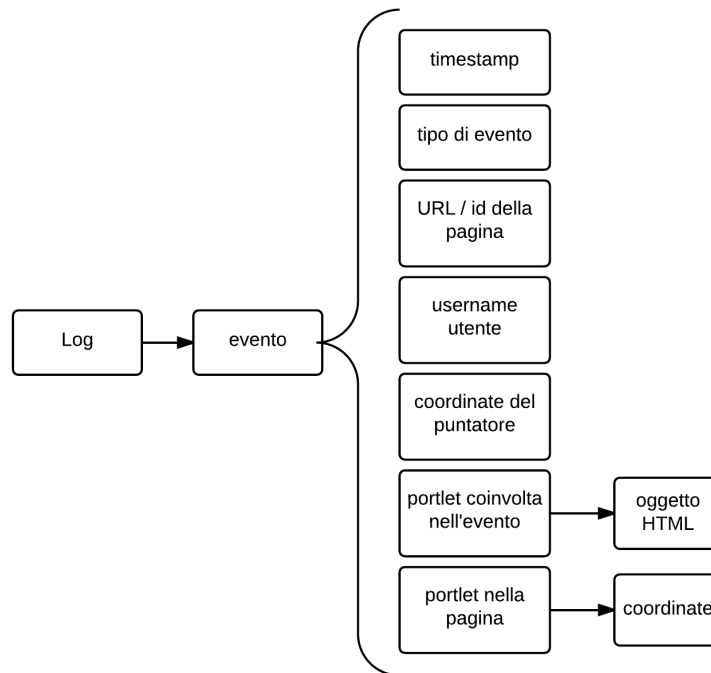 timestamp
tipo di evento
URL / id della
pagina
username
utente
Log
evento
coordinate del
puntatore
portlet coinvolta
nell'evento
oggetto
HTML
portlet nella
pagina
coordinate